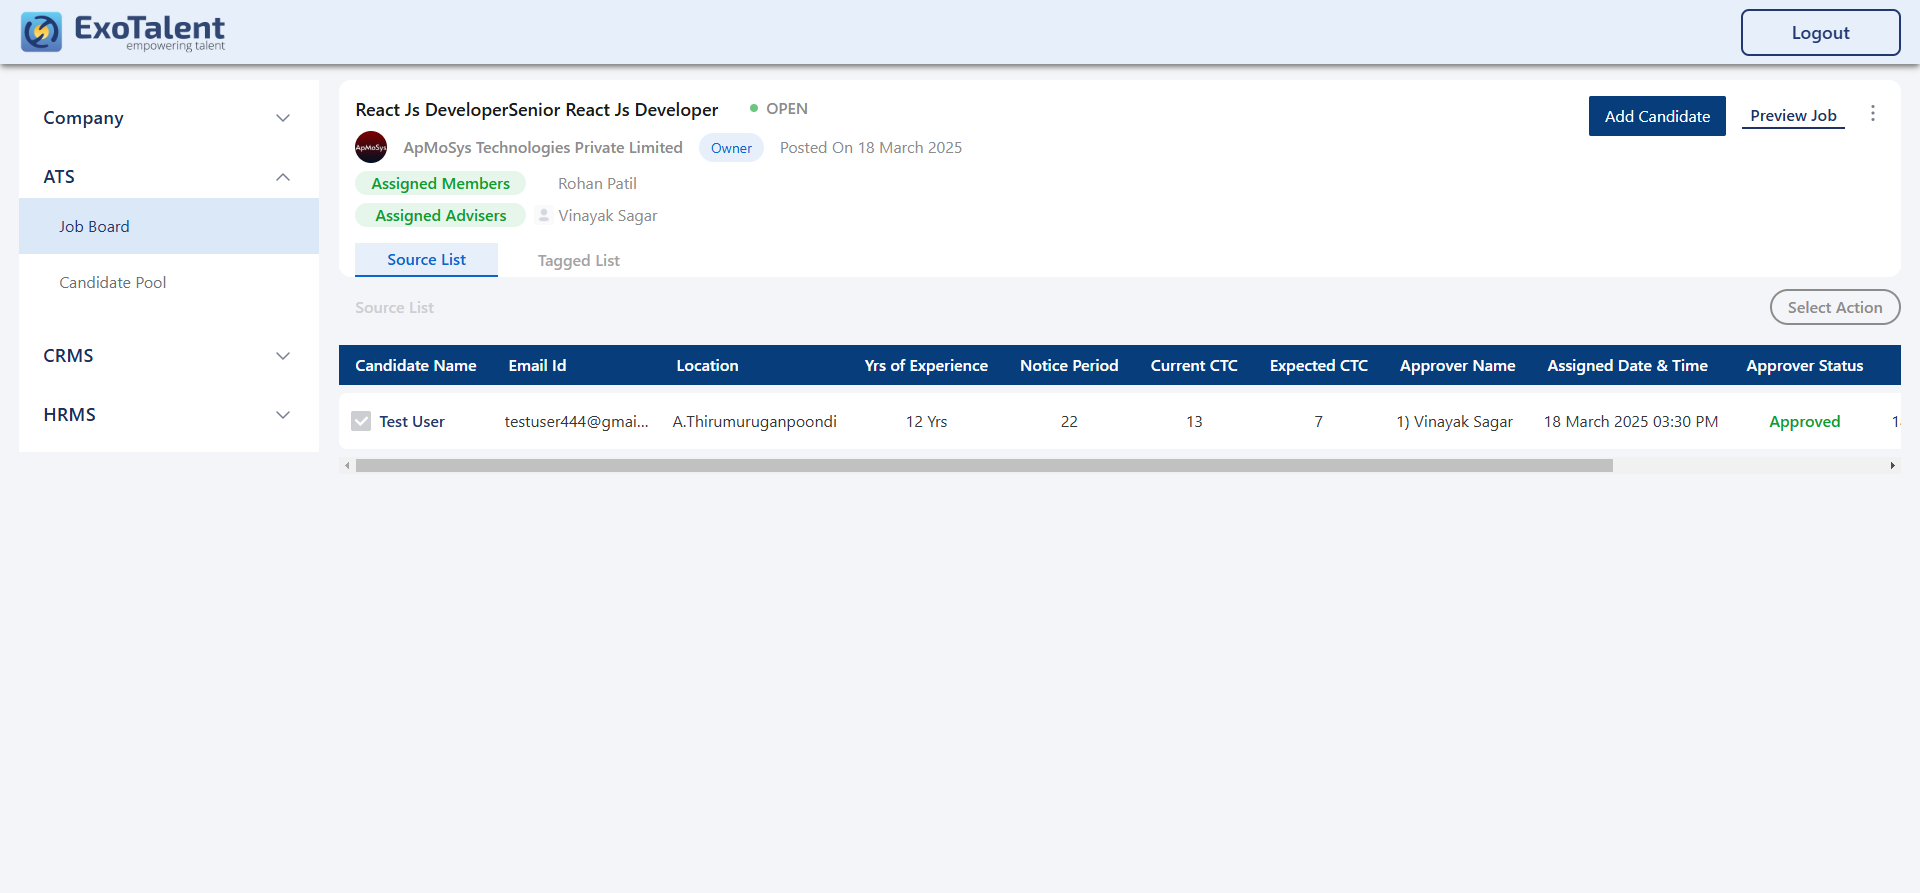 ExoTalent
empowering talent
Logout
Company
ATS
Job Board
Candidate Pool
CRMS
HRMS
React Js DeveloperSenior React Js Developer OPEN
Add Candidate Preview Job
ApMoSys ApMoSys Technologies Private Limited Owner Posted On 18 March 2025
Assigned Members Rohan Patil
Assigned Advisers Vinayak Sagar
Source List Tagged List
Source List Select Action
Candidate Name Email Id Location Yrs of Experience Notice Period Current CTC Expected CTC Approver Name Assigned Date & Time Approver Status
Test User testuser444@gmai... A.Thirumuruganpoondi 12 Yrs 22 13 7 1) Vinayak Sagar 18 March 2025 03:30 PM Approved